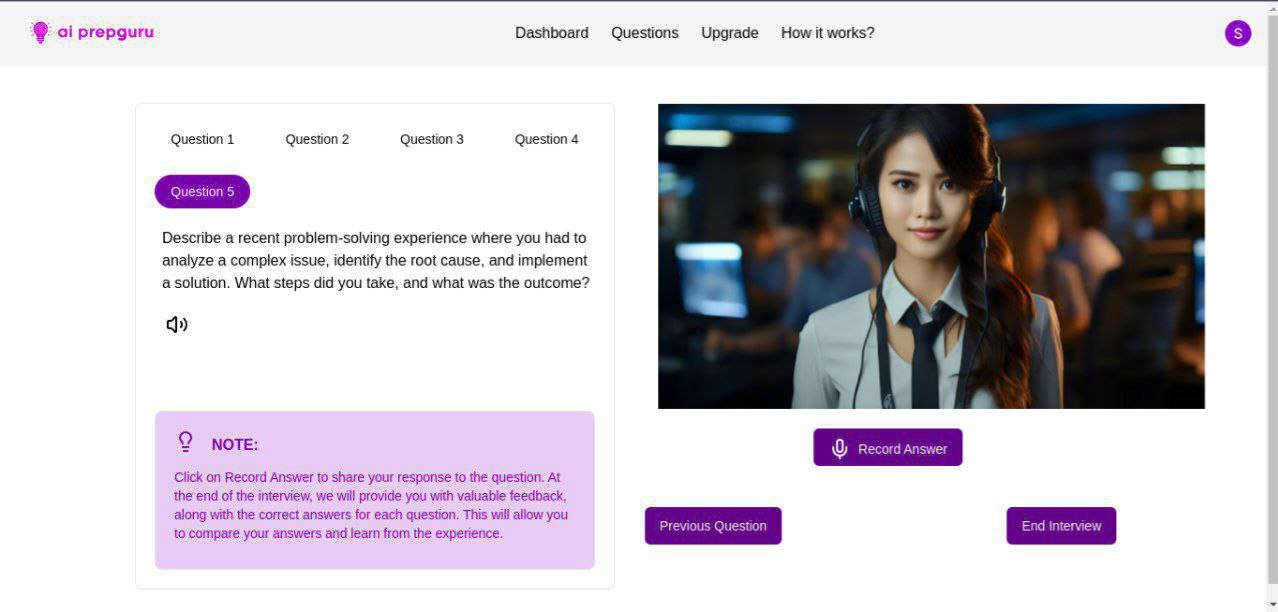 ai prepguru
Dashboard
Questions
Upgrade
How it works?
S
Question 1
Question 2
Question 3
Question 4
Question 5
Describe a recent problem-solving experience where you had to
analyze a complex issue, identify the root cause, and implement
a solution. What steps did you take, and what was the outcome?
NOTE:
Click on Record Answer to share your response to the question. At
the end of the interview, we will provide you with valuable feedback,
along with the correct answers for each question. This will allow you
to compare your answers and learn from the experience.
Record Answer
Previous Question
End Interview